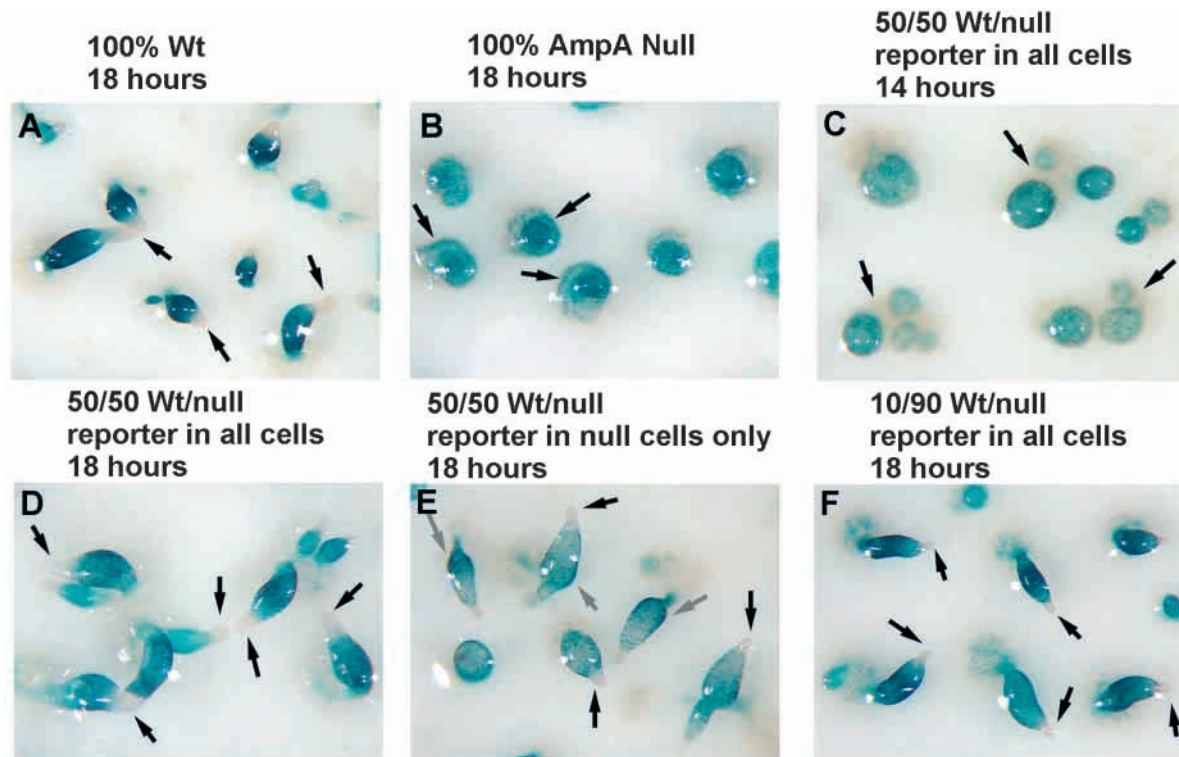 100% Wt
18 hours
100% AmpA Null
18 hours
50/50 Wt/null
reporter in all cells
14 hours
A
B
C
50/50 Wt/null
reporter in all cells
18 hours
50/50 Wt/null
reporter in null cells only
18 hours
10/90 Wt/null
reporter in all cells
18 hours
D
E
F